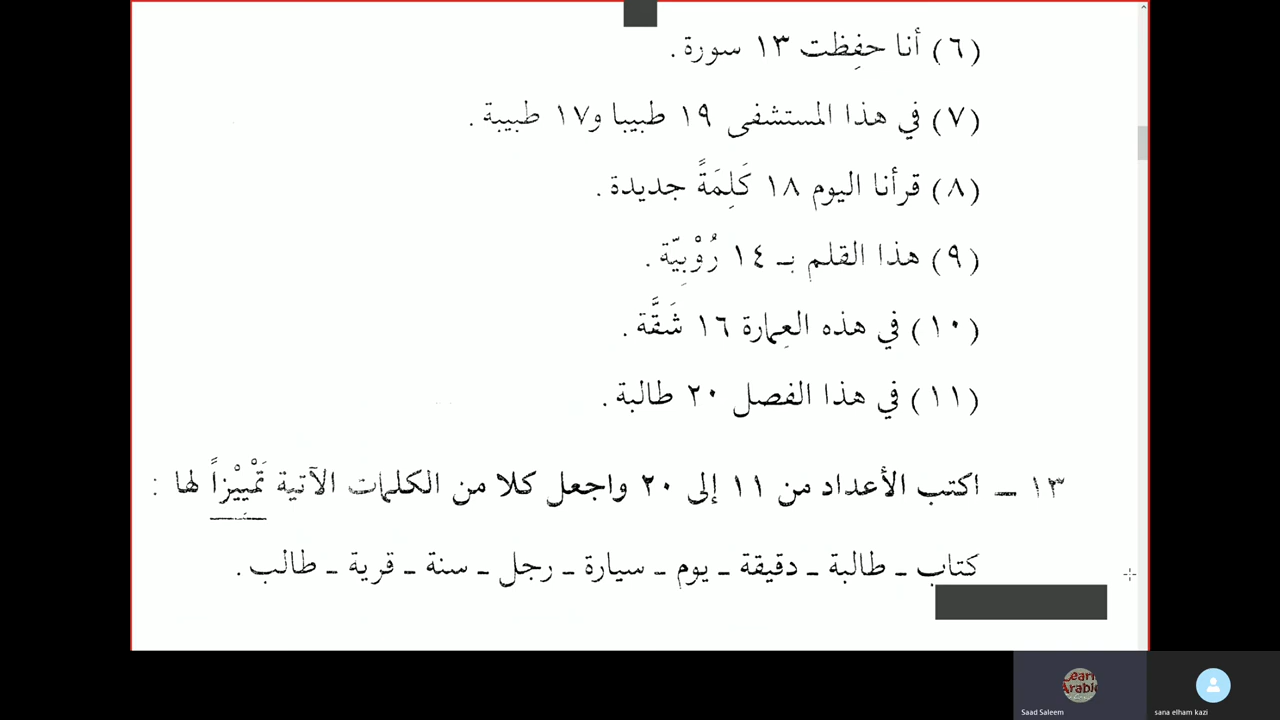 (٦) أنا حفِظت ١٣ سورة .
(٧) في هذا المستشفى ١٩ طبيبا و١٧ طبيبة .
(٨) قرأنا اليوم ١٨ كَلِمَةً جديدة .
(٩) هذا القلم بـ ١٤ رُوْبِيّة .
(١٠) في هذه العِمارة ١٦ شَقَّة .
(١١) في هذا الفصل ٢٠ طالبة .
١٣ ــ اكتب الأعداد من ١١ إلى ٢٠ واجعل كلا من الكلمات الآتية تَمْيِيْزاً لها :
كتاب ـ طالبة ـ دقيقة ـ يوم ـ سيارة ـ رجل ـ سنة ـ قرية ـ طالب .
Learn Arabic
Saad Saleem
sana elham kazi